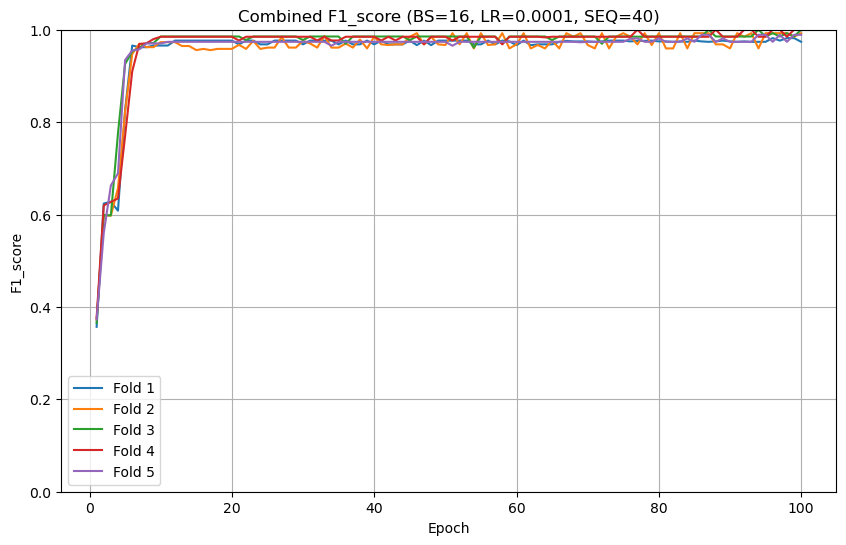 Combined F1_score (BS=16, LR=0.0001, SEQ=40)
1.0
0.8
0.6
0.4
0.2
0.0
F1_score
Fold 1
Fold 2
Fold 3
Fold 4
Fold 5
0 20 40 60 80 100
Epoch